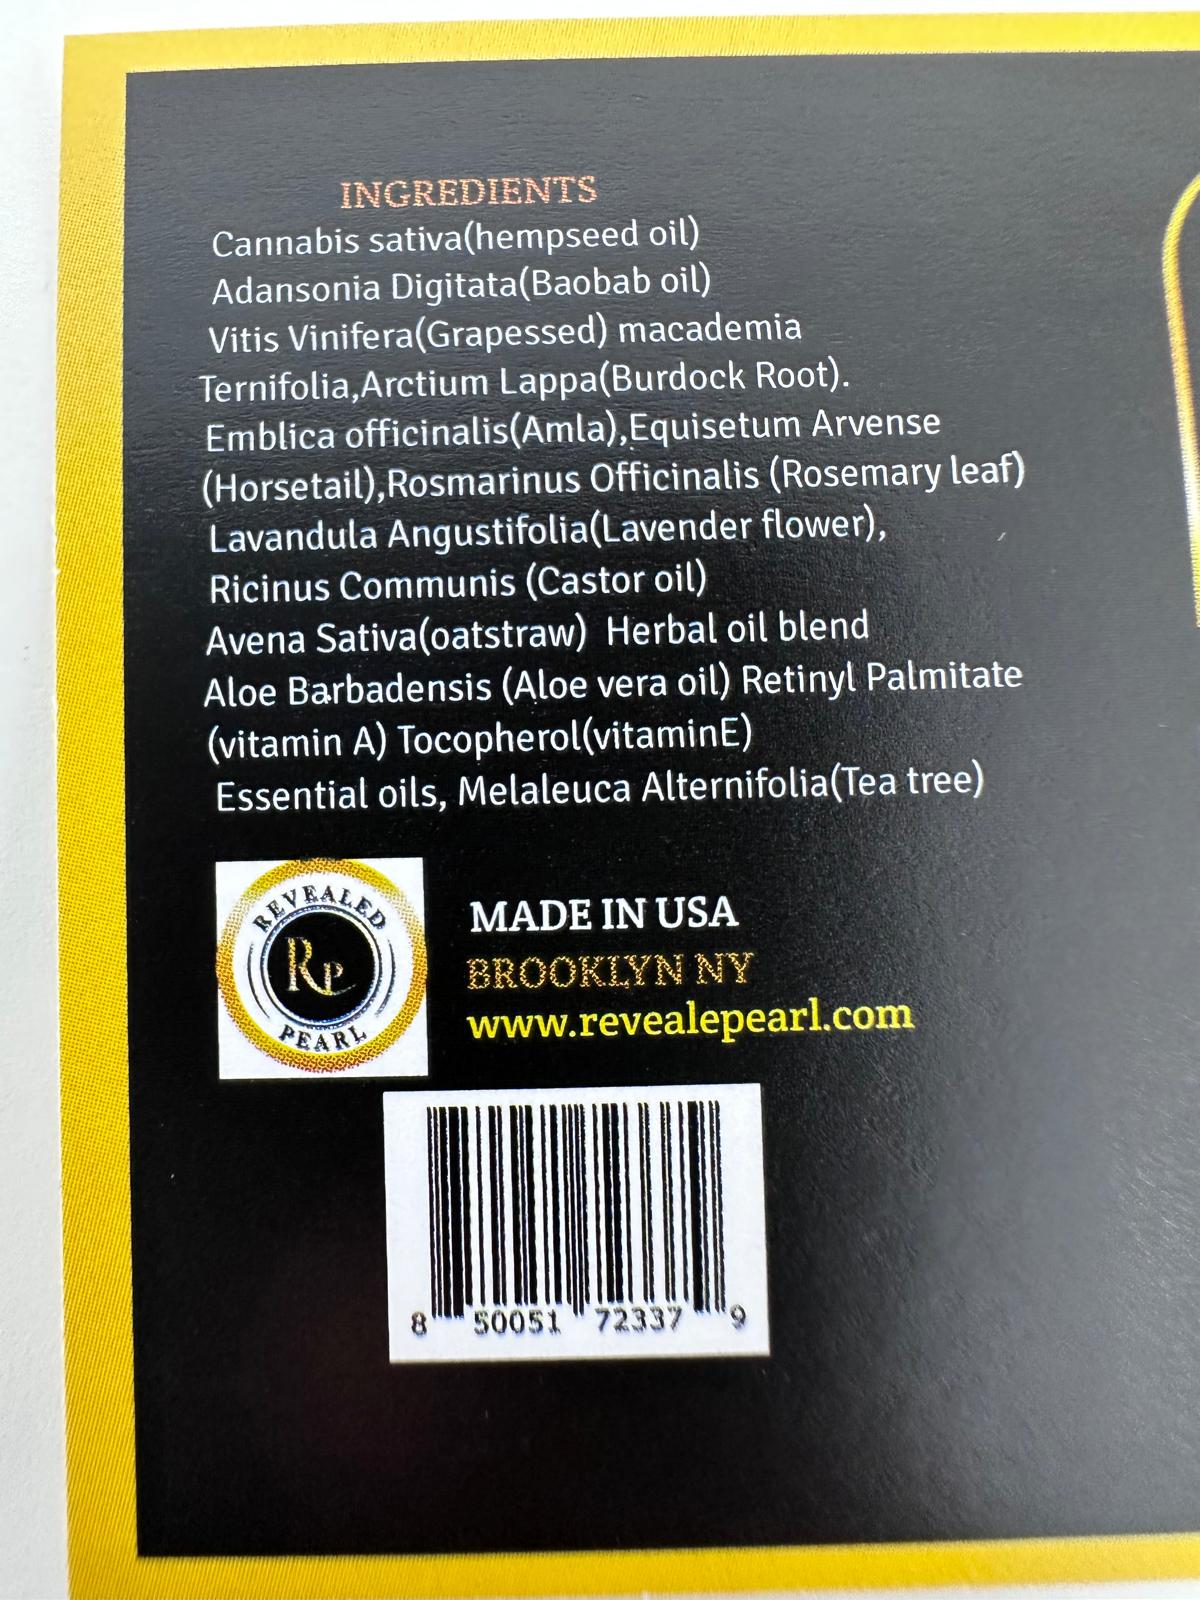 INGREDIENTS
Cannabis sativa(hempseed oil)
Adansonia Digitata(Baobab oil)
Vitis Vinifera(Grapessed) macademia
Ternifolia,Arctium Lappa(Burdock Root).
Emblica officinalis(Amla),Equisetum Arvense
(Horsetail),Rosmarinus Officinalis (Rosemary leaf)
Lavandula Angustifolia(Lavender flower),
Ricinus Communis (Castor oil)
Avena Sativa(oatstraw) Herbal oil blend
Aloe Barbadensis (Aloe vera oil) Retinyl Palmitate
(vitamin A) Tocopherol(vitaminE)
Essential oils, Melaleuca Alternifolia(Tea tree)
REVEALED
Rp
PEARL
MADE IN USA
BROOKLYN NY
www.revealepearl.com
8 50051 72337 9